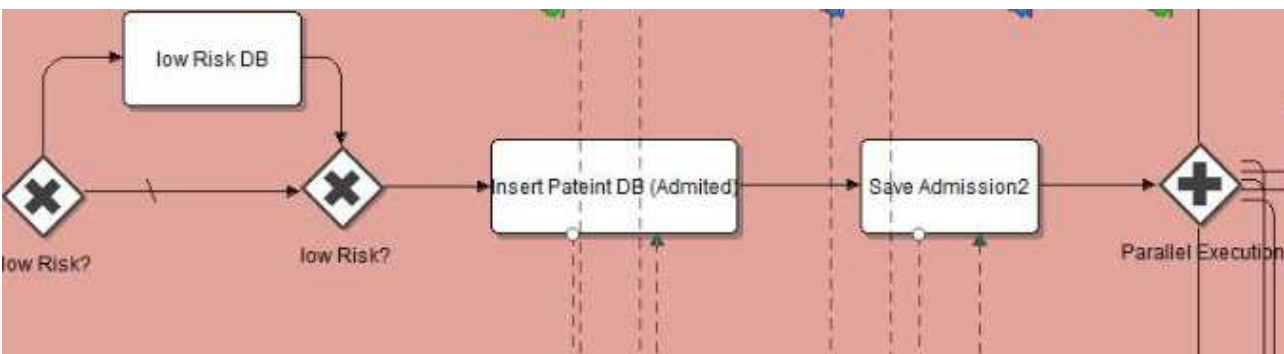 low Risk DB
Insert Pateint DB (Admited)
Save Admission2
low Risk?
low Risk?
Parallel Execution